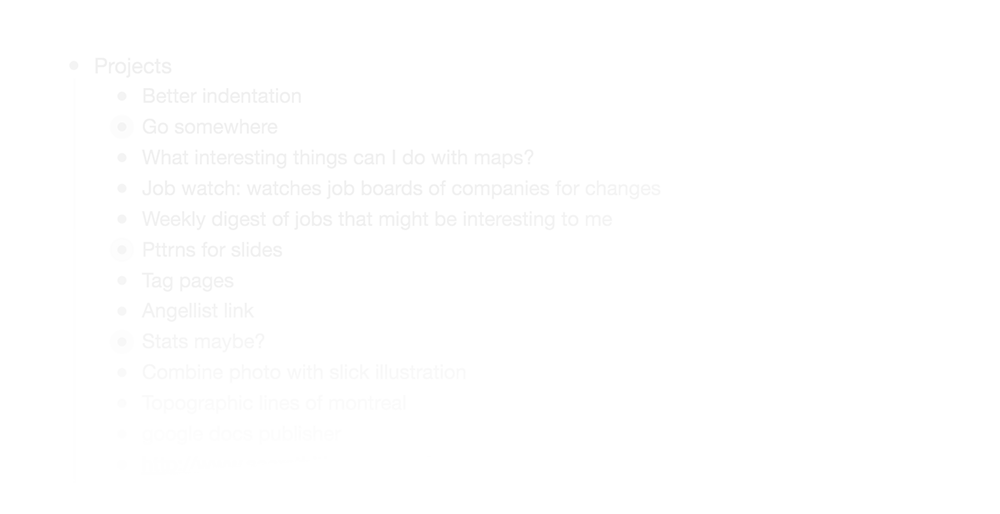 Projects
Better indentation
Go somewhere
What interesting things can I do with maps?
Job watch: watches job boards of companies for changes
Weekly digest of jobs that might be interesting to me
Pttrns for slides
Tag pages
Angellist link
Stats maybe?
Combine photo with slick illustration
Topographic lines of montreal
google docs publisher